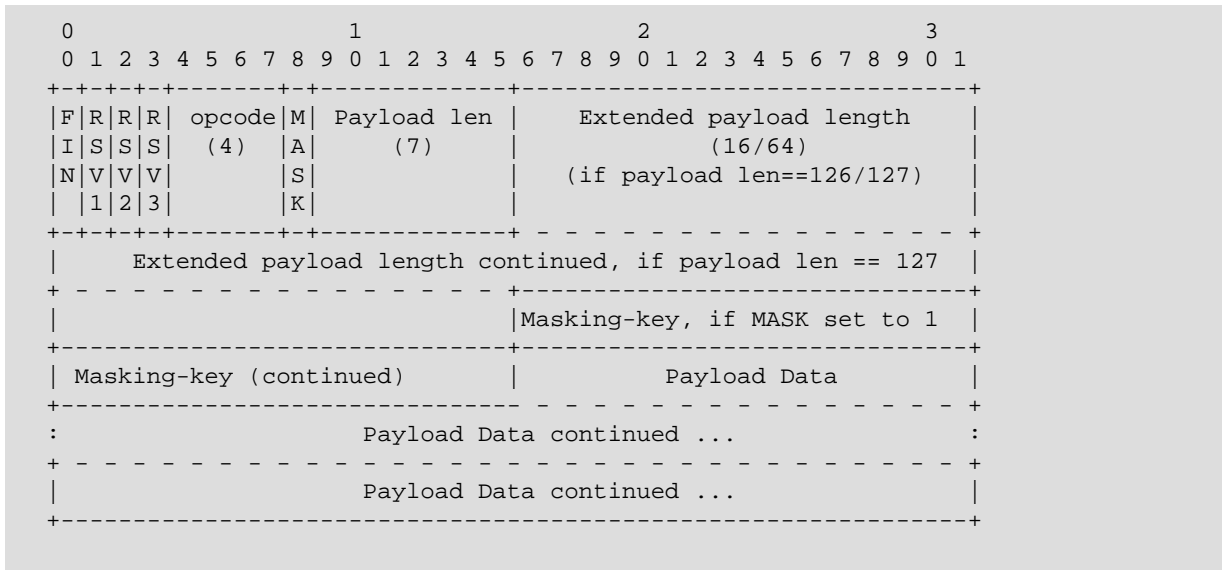 0                   1                   2                   3
      0 1 2 3 4 5 6 7 8 9 0 1 2 3 4 5 6 7 8 9 0 1 2 3 4 5 6 7 8 9 0 1
     +-+-+-+-+-------+-+-------------+-------------------------------+
     |F|R|R|R| opcode|M| Payload len |    Extended payload length    |
     |I|S|S|S|  (4)  |A|     (7)     |             (16/64)           |
     |N|V|V|V|       |S|             |   (if payload len==126/127)   |
     | |1|2|3|       |K|             |                               |
     +-+-+-+-+-------+-+-------------+ - - - - - - - - - - - - - - - +
     |     Extended payload length continued, if payload len == 127  |
     + - - - - - - - - - - - - - - - +-------------------------------+
     |                               |Masking-key, if MASK set to 1  |
     +-------------------------------+-------------------------------+
     | Masking-key (continued)       |          Payload Data         |
     +-------------------------------- - - - - - - - - - - - - - - - +
     :                     Payload Data continued ...                :
     + - - - - - - - - - - - - - - - - - - - - - - - - - - - - - - - +
     |                     Payload Data continued ...                |
     +---------------------------------------------------------------+